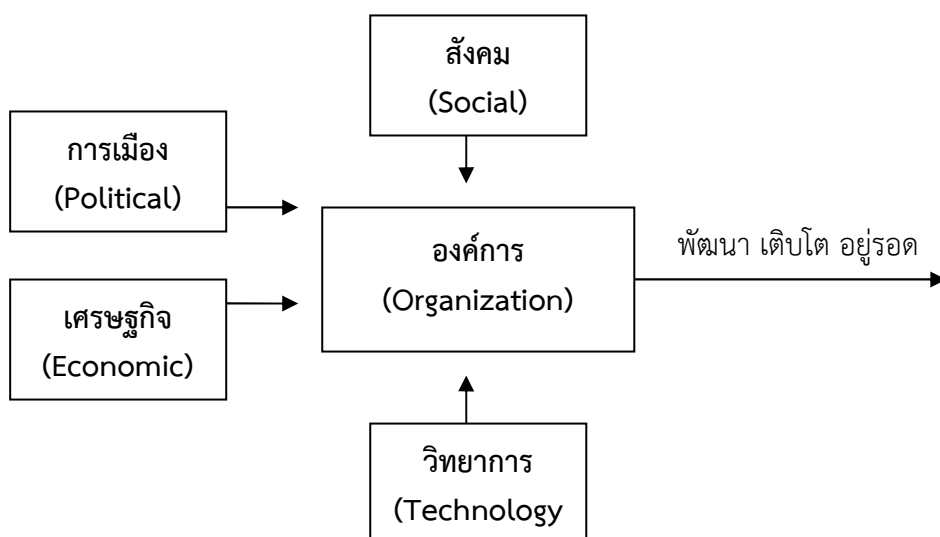 สังคม
(Social)
การเมือง
(Political)
องค์การ
(Organization)
พัฒนา เติบโต อยู่รอด
เศรษฐกิจ
(Economic)
วิทยาการ
(Technology